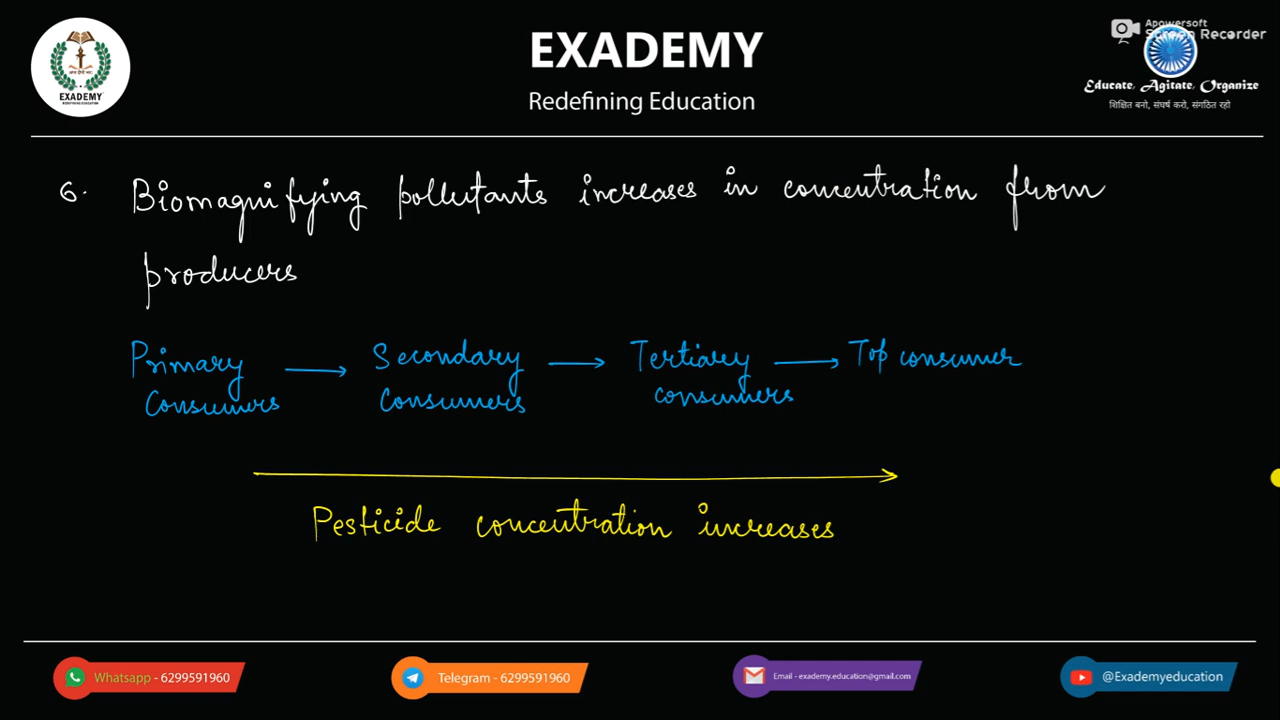 EXADEMY
Redefining Education
EXADEMY
REDEFINING EDUCATION
Apowersoft
Screen Recorder
Educate, Agitate, Organize
शिक्षित बनो, संघर्ष करो, संगठित रहो
6. Biomagnifying pollutants increases in concentration from
producers
Primary → Secondary → Tertiary → Top consumer
Consumers consumers consumers
Pesticide concentration increases
Whatsapp - 6299591960
Telegram - 6299591960
Email - exademy.education@gmail.com
@Exademyeducation